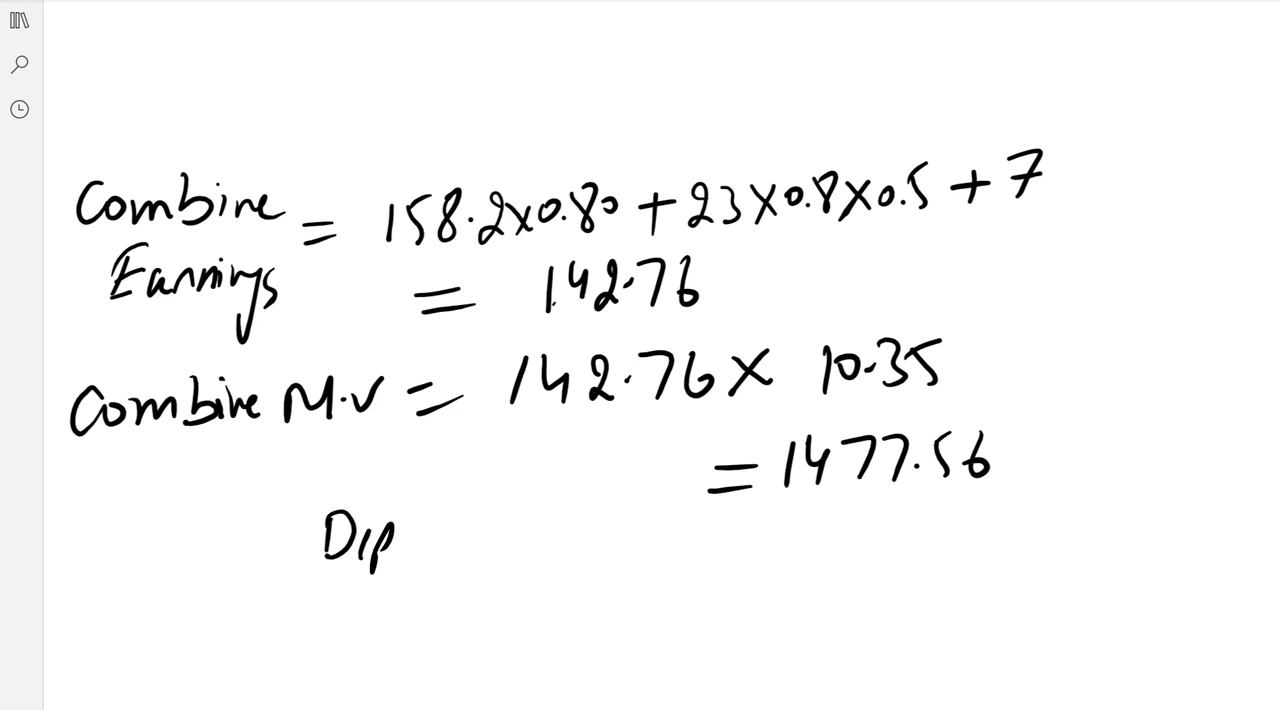 Combine = 158.2x0.80 + 23x0.8x0.5 + 7
Earnings = 142.76
Combine M.V = 142.76 x 10.35
= 1477.56
Dip